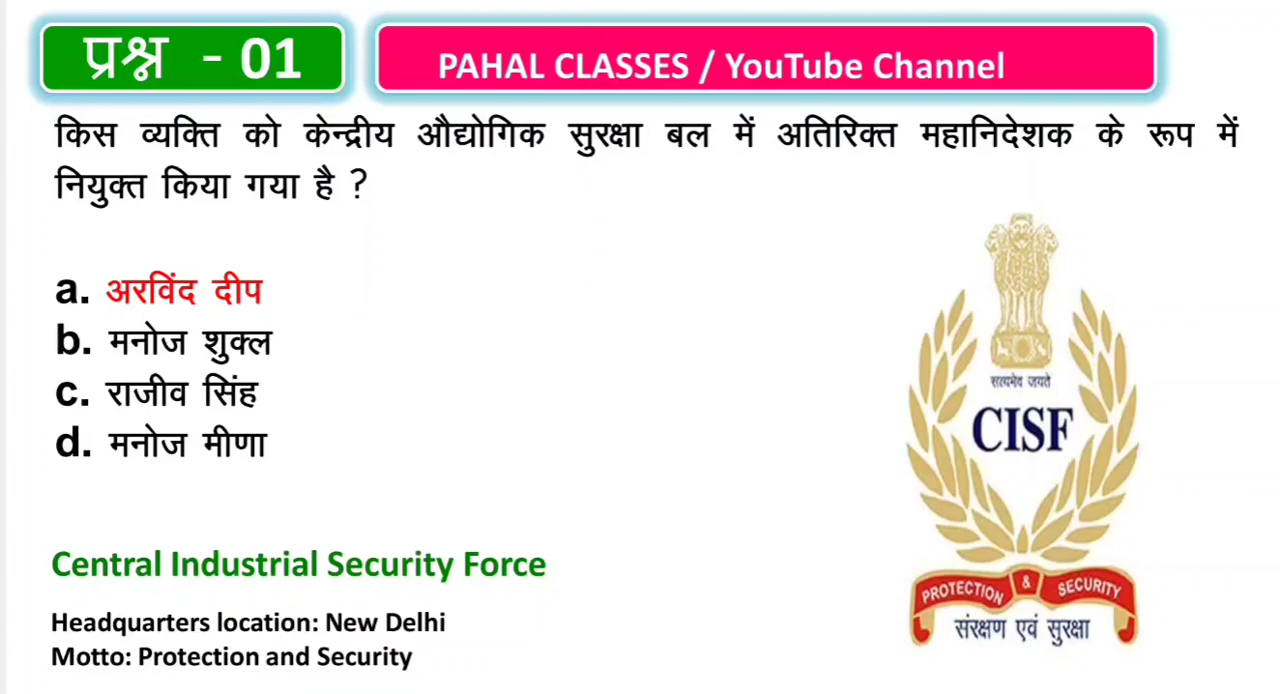 प्रश्न - 01
PAHAL CLASSES / YouTube Channel
किस व्यक्ति को केन्द्रीय औद्योगिक सुरक्षा बल में अतिरिक्त महानिदेशक के रूप में
नियुक्त किया गया है ?
a. अरविंद दीप
b. मनोज शुक्ल
c. राजीव सिंह
d. मनोज मीणा
सत्यमेव जयते
CISF
PROTECTION & SECURITY
संरक्षण एवं सुरक्षा
Central Industrial Security Force
Headquarters location: New Delhi
Motto: Protection and Security